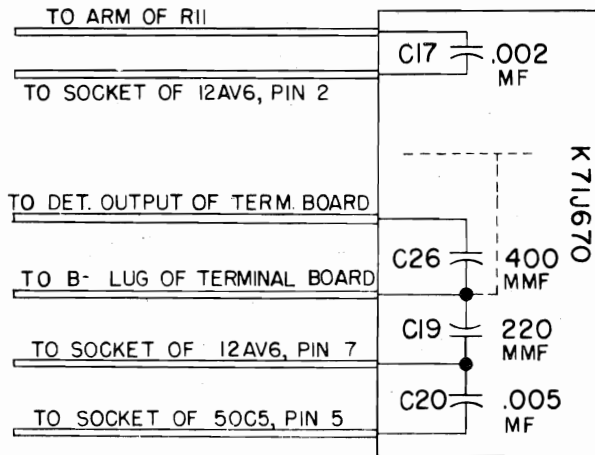 TO ARM OF R11
C17 .002 MF
TO SOCKET OF 12AV6, PIN 2
K71J670
TO DET. OUTPUT OF TERM. BOARD
C26 400 MMF
TO B- LUG OF TERMINAL BOARD
C19 220 MMF
TO SOCKET OF 12AV6, PIN 7
C20 .005 MF
TO SOCKET OF 50C5, PIN 5